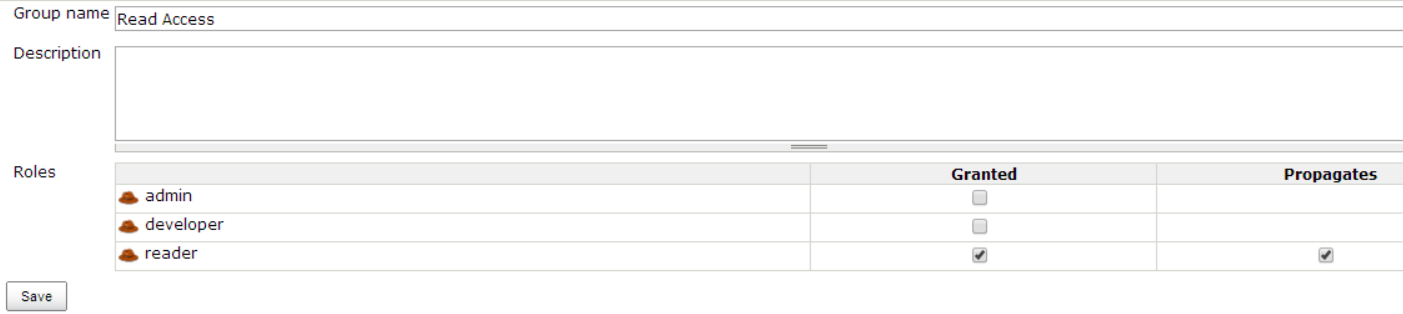 Group name Read Access
Description
Roles Granted Propagates
admin
developer
reader
Save